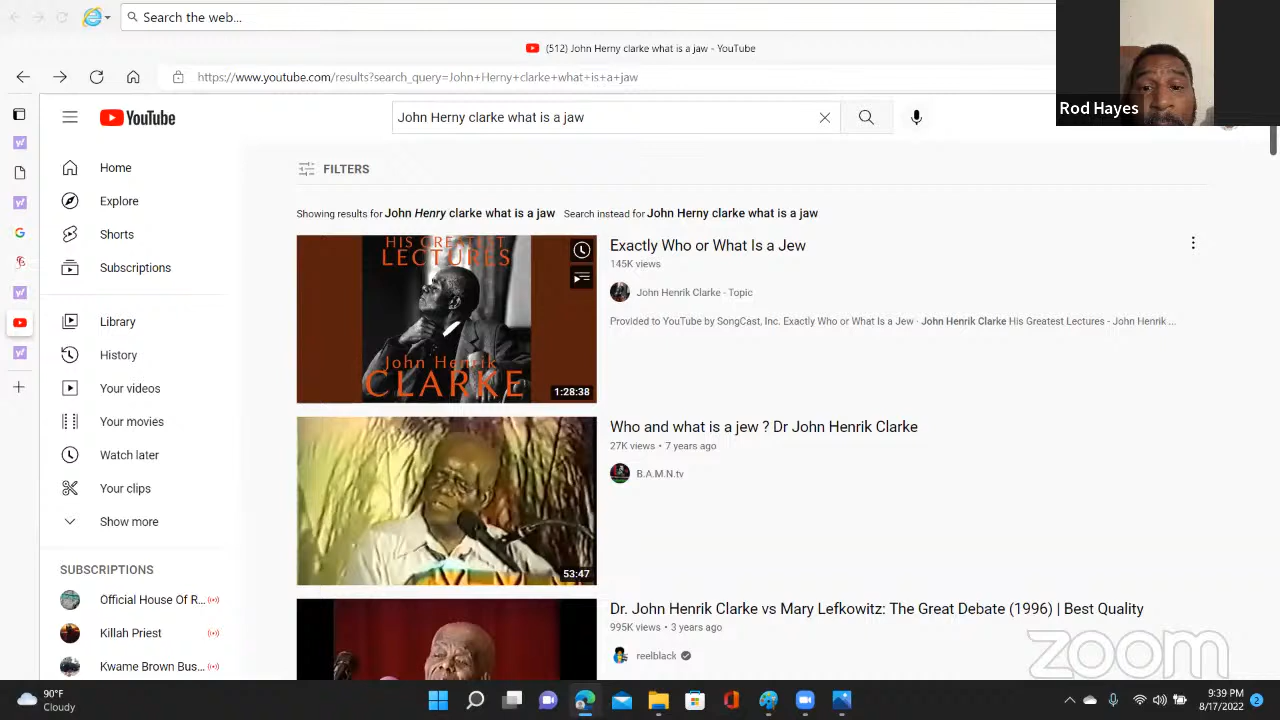 Search the web...
(512) John Herny clarke what is a jaw - YouTube
https://www.youtube.com/results?search_query=John+Herny+clarke+what+is+a+jaw
Rod Hayes
YouTube
John Herny clarke what is a jaw
Home
Explore
Shorts
Subscriptions
Library
History
Your videos
Your movies
Watch later
Your clips
Show more
SUBSCRIPTIONS
Official House Of R...
Killah Priest
Kwame Brown Bus...
FILTERS
Showing results for John Henry clarke what is a jaw Search instead for John Herny clarke what is a jaw
HIS GREATEST
LECTURES
John Henrik
CLARKE
1:28:38
Exactly Who or What Is a Jew
145K views
John Henrik Clarke - Topic
Provided to YouTube by SongCast, Inc. Exactly Who or What Is a Jew · John Henrik Clarke His Greatest Lectures - John Henrik ...
53:47
Who and what is a jew ? Dr John Henrik Clarke
27K views • 7 years ago
B.A.M.N.tv
Dr. John Henrik Clarke vs Mary Lefkowitz: The Great Debate (1996) | Best Quality
995K views • 3 years ago
reelblack
zoom
90°F
Cloudy
9:39 PM
8/17/2022
2